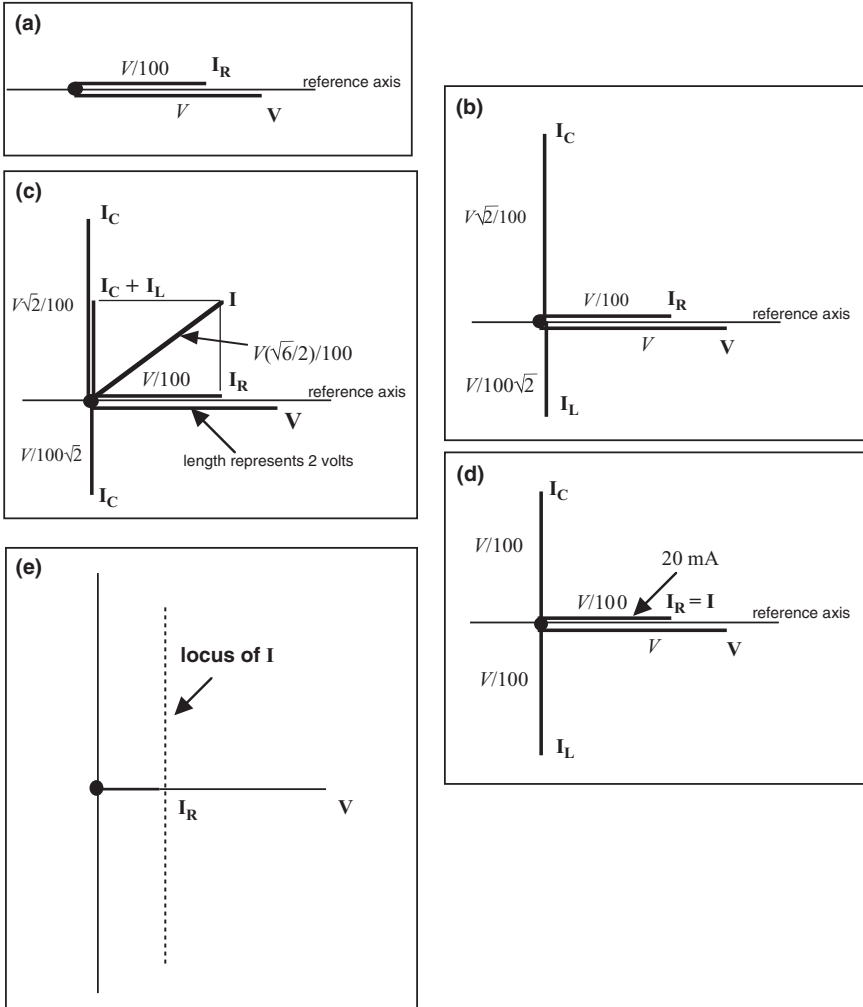 (a)
V/100 I_R
reference axis
V V
(b)
I_C
V√2/100
V/100 I_R
reference axis
V V
V/100√2
I_L
(c)
I_C
I_C + I_L I
V√2/100
V(√6/2)/100
V/100 I_R
reference axis
V
V/100√2
length represents 2 volts
I_C
(d)
I_C
V/100
20 mA
V/100 I_R = I
reference axis
V V
V/100
I_L
(e)
locus of I
I_R V